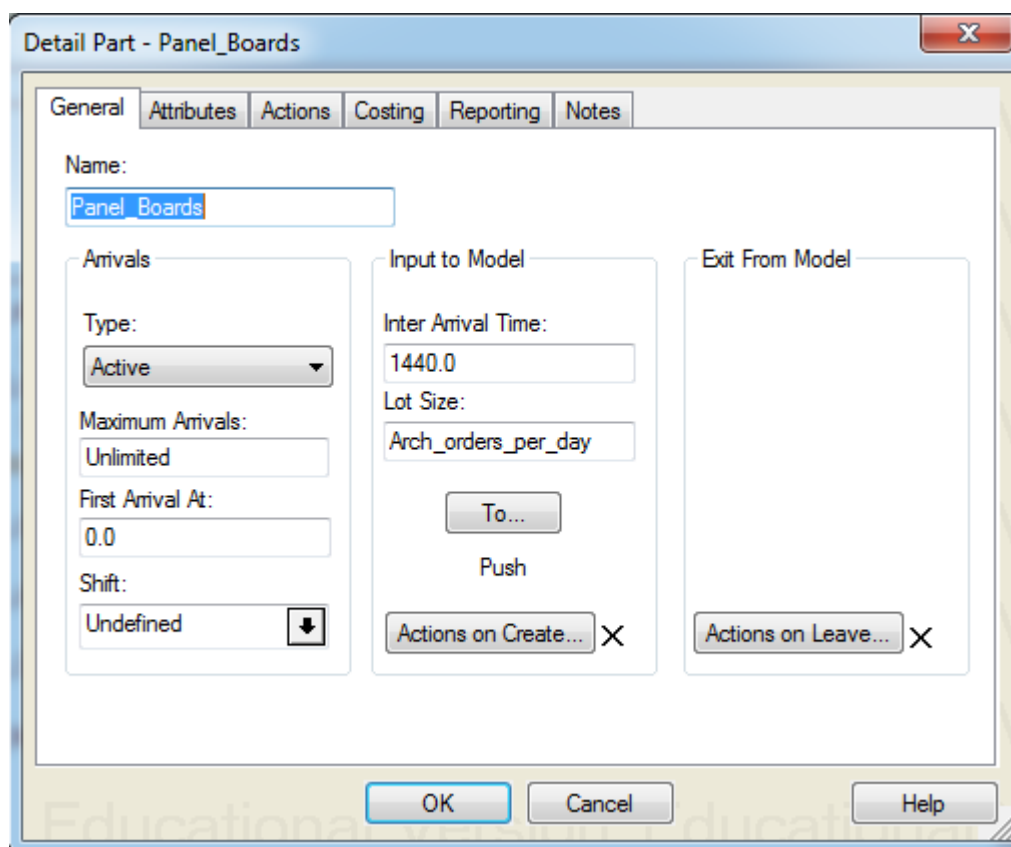 Detail Part - Panel_Boards
General Attributes Actions Costing Reporting Notes
Name:
Panel_Boards
Arrivals
Type:
Active
Maximum Arrivals:
Unlimited
First Arrival At:
0.0
Shift:
Undefined
Input to Model
Inter Arrival Time:
1440.0
Lot Size:
Arch_orders_per_day
To...
Push
Actions on Create...
Exit From Model
Actions on Leave...
OK Cancel Help
Educational Version Educational